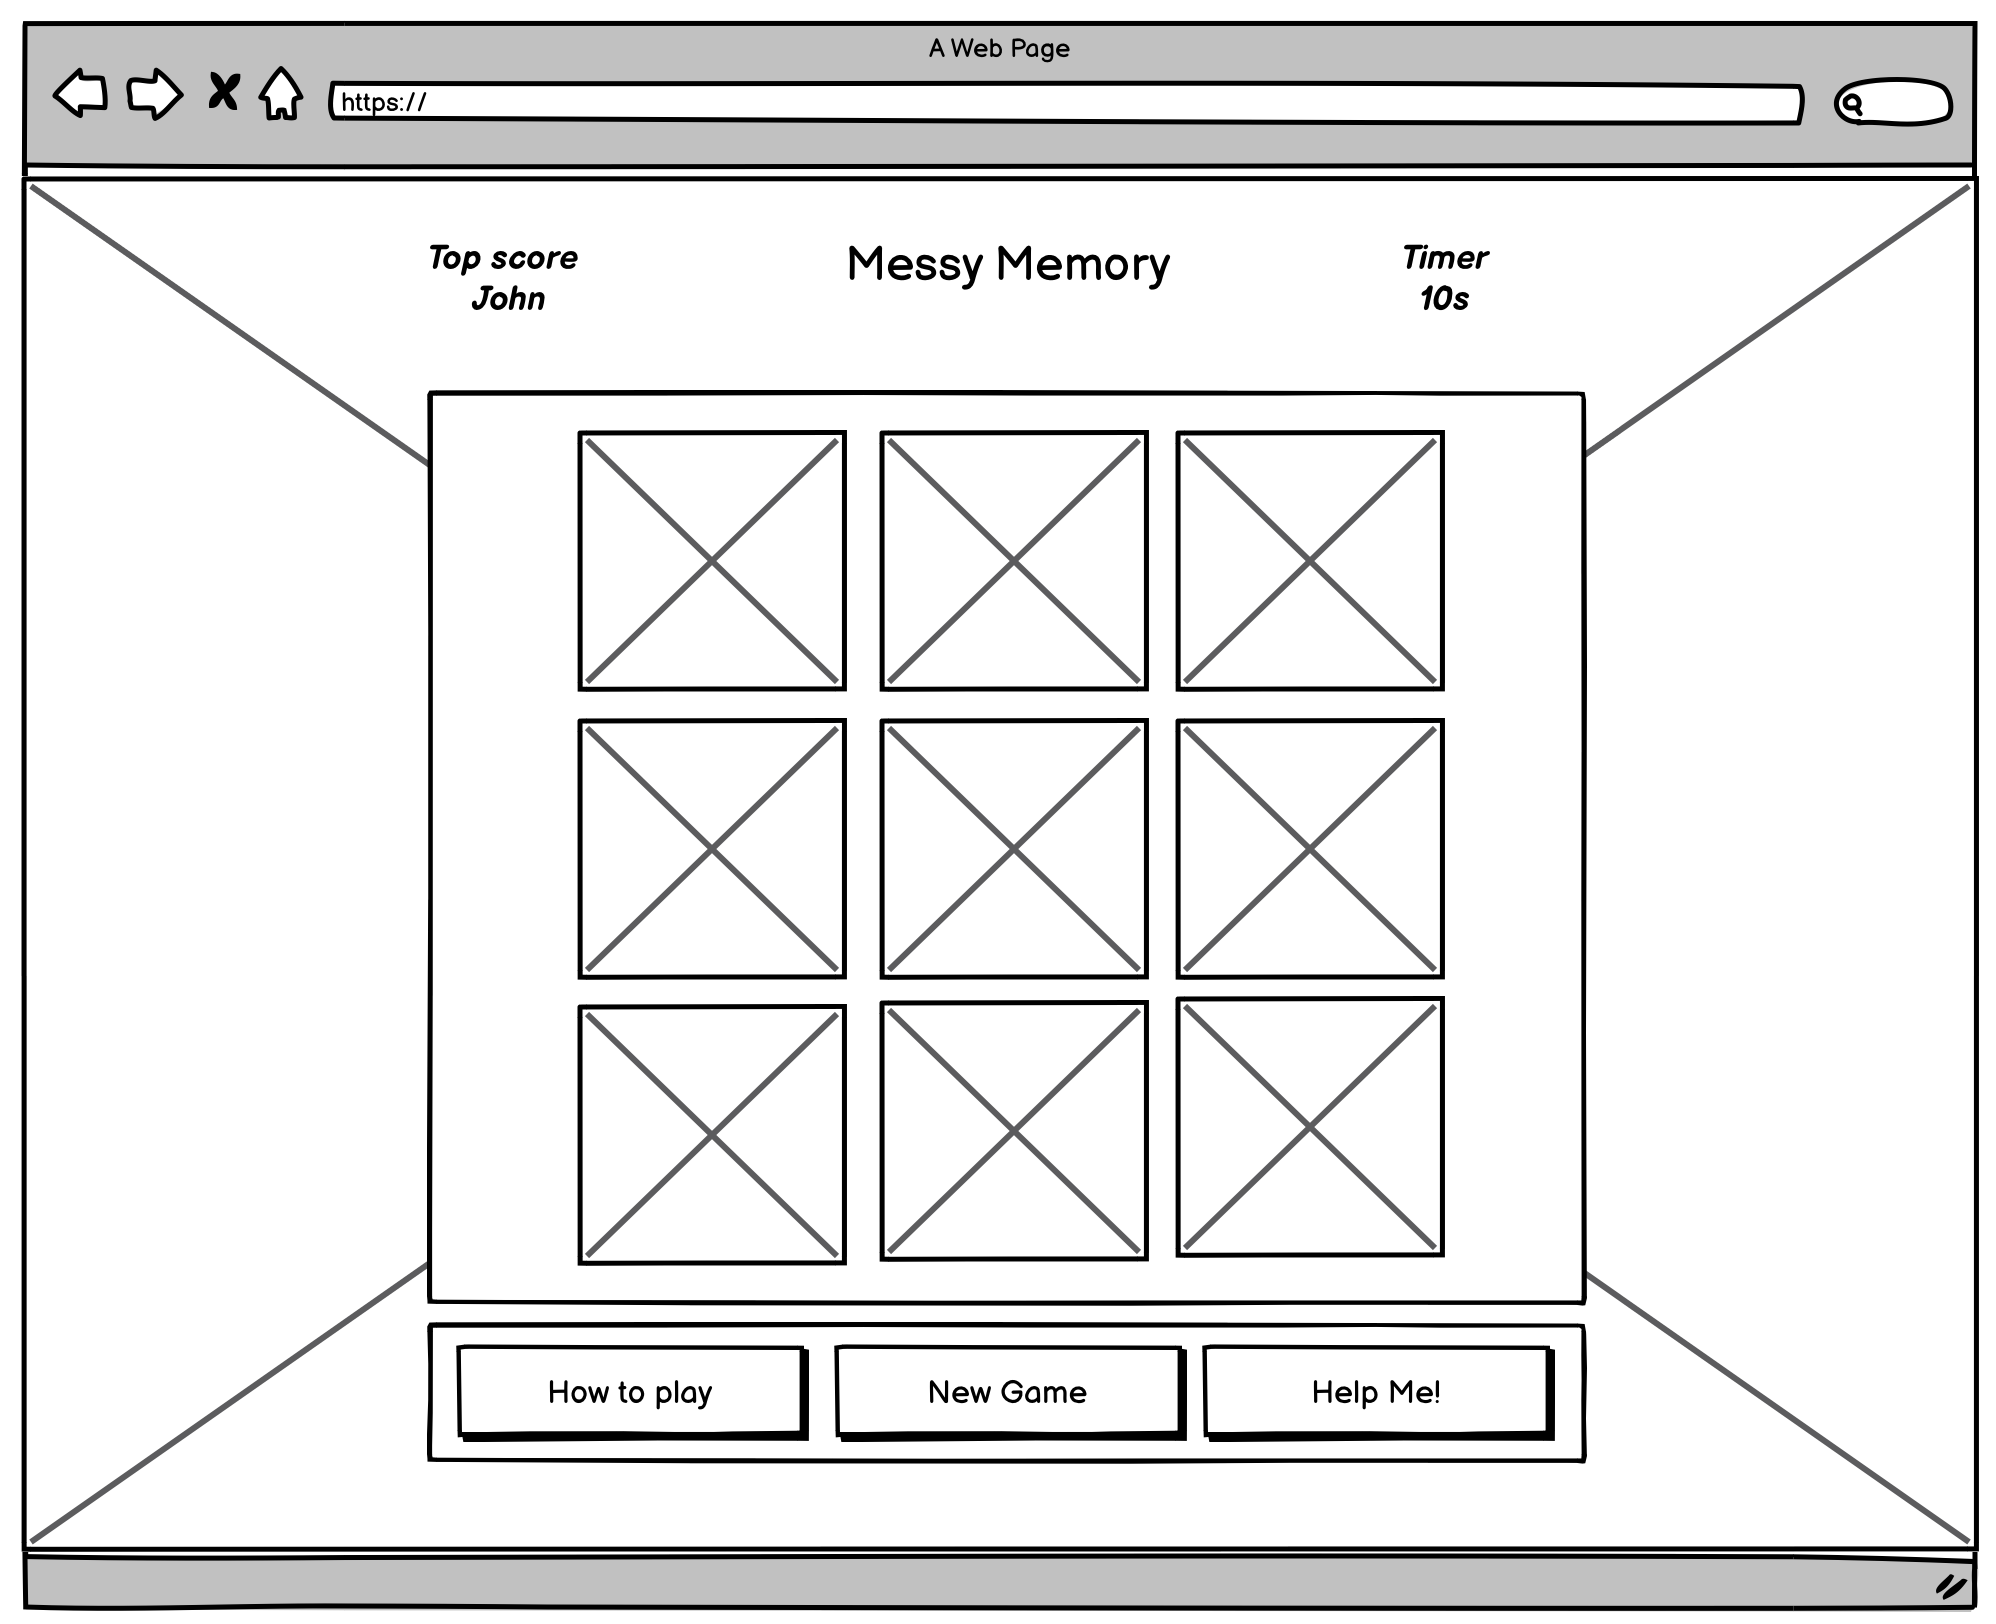 A Web Page
https://
Top score
John
Messy Memory
Timer
10s
How to play
New Game
Help Me!